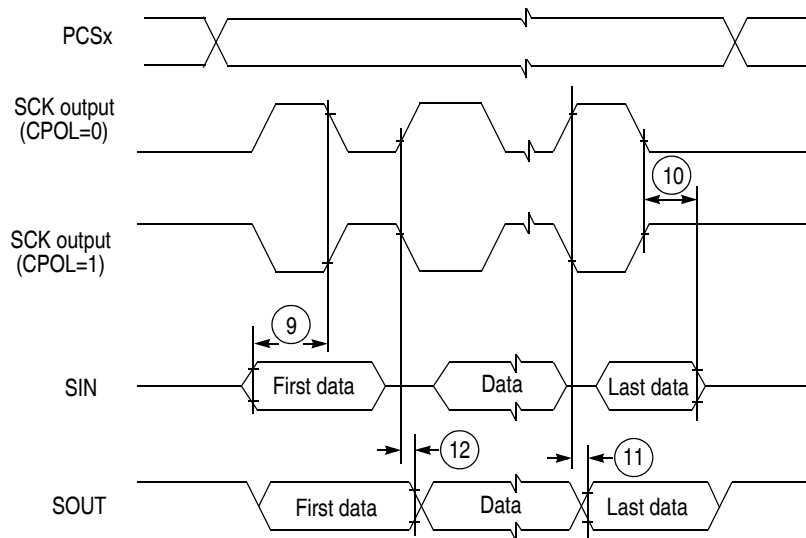 PCSx
SCK output
(CPOL=0)
10
SCK output
(CPOL=1)
9
SIN
First data
Data
Last data
12
11
SOUT
First data
Data
Last data